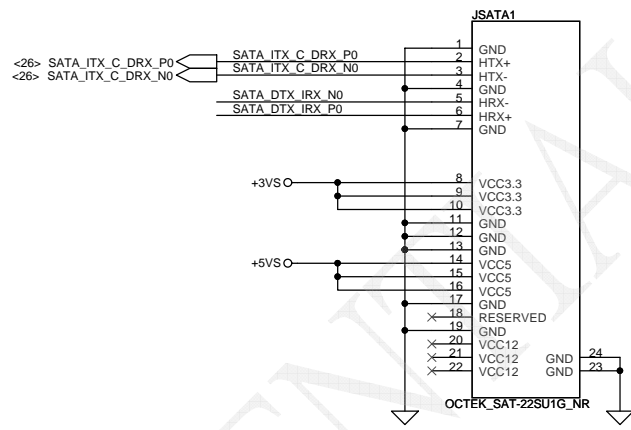 JSATA1
1 GND
<26> SATA_ITX_C_DRX_P0 SATA_ITX_C_DRX_P0 2 HTX+
<26> SATA_ITX_C_DRX_N0 SATA_ITX_C_DRX_N0 3 HTX-
4 GND
SATA_DTX_IRX_N0 5 HRX-
SATA_DTX_IRX_P0 6 HRX+
7 GND
+3VS 8 VCC3.3
9 VCC3.3
10 VCC3.3
11 GND
12 GND
13 GND
+5VS 14 VCC5
15 VCC5
16 VCC5
17 GND
18 RESERVED
19 GND
20 VCC12
21 VCC12 GND 24
22 VCC12 GND 23
OCTEK_SAT-22SU1G_NR